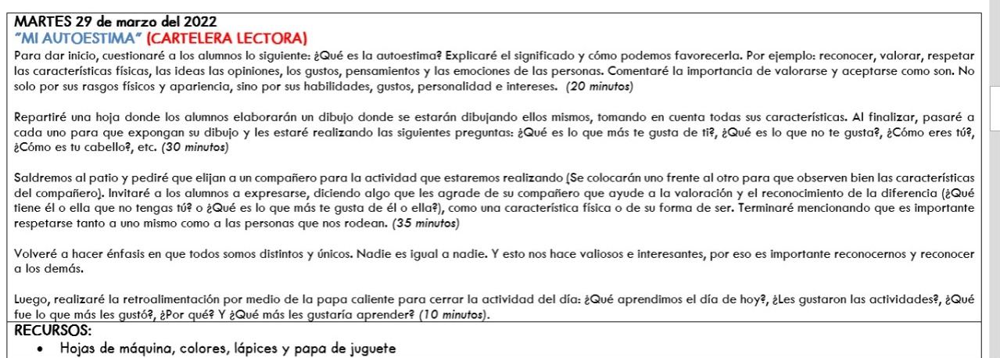 MARTES 29 de marzo del 2022
"MI AUTOESTIMA" (CARTELERA LECTORA)
Para dar inicio, cuestionaré a los alumnos lo siguiente: ¿Qué es la autoestima? Explicaré el significado y cómo podemos favorecerla. Por ejemplo: reconocer, valorar, respetar
las características físicas, las ideas las opiniones, los gustos, pensamientos y las emociones de las personas. Comentaré la importancia de valorarse y aceptarse como son. No
solo por sus rasgos físicos y apariencia, sino por sus habilidades, gustos, personalidad e intereses. (20 minutos)
Repartiré una hoja donde los alumnos elaborarán un dibujo donde se estarán dibujando ellos mismos, tomando en cuenta todas sus características. Al finalizar, pasaré a
cada uno para que expongan su dibujo y les estaré realizando las siguientes preguntas: ¿Qué es lo que más te gusta de ti?, ¿Qué es lo que no te gusta?, ¿Cómo eres tú?,
¿Cómo es tu cabello?, etc. (30 minutos)
Saldremos al patio y pediré que elijan a un compañero para la actividad que estaremos realizando (Se colocarán uno frente al otro para que observen bien las características
del compañero). Invitaré a los alumnos a expresarse, diciendo algo que les agrade de su compañero que ayude a la valoración y el reconocimiento de la diferencia (¿Qué
tiene él o ella que no tengas tú? o ¿Qué es lo que más te gusta de él o ella?), como una característica física o de su forma de ser. Terminaré mencionando que es importante
respetarse tanto a uno mismo como a las personas que nos rodean. (35 minutos)
Volveré a hacer énfasis en que todos somos distintos y únicos. Nadie es igual a nadie. Y esto nos hace valiosos e interesantes, por eso es importante reconocernos y reconocer
a los demás.
Luego, realizaré la retroalimentación por medio de la papa caliente para cerrar la actividad del día: ¿Qué aprendimos el día de hoy?, ¿Les gustaron las actividades?, ¿Qué
fue lo que más les gustó?, ¿Por qué? Y ¿Qué más les gustaría aprender? (10 minutos).
RECURSOS:
• Hojas de máquina, colores, lápices y papa de juguete